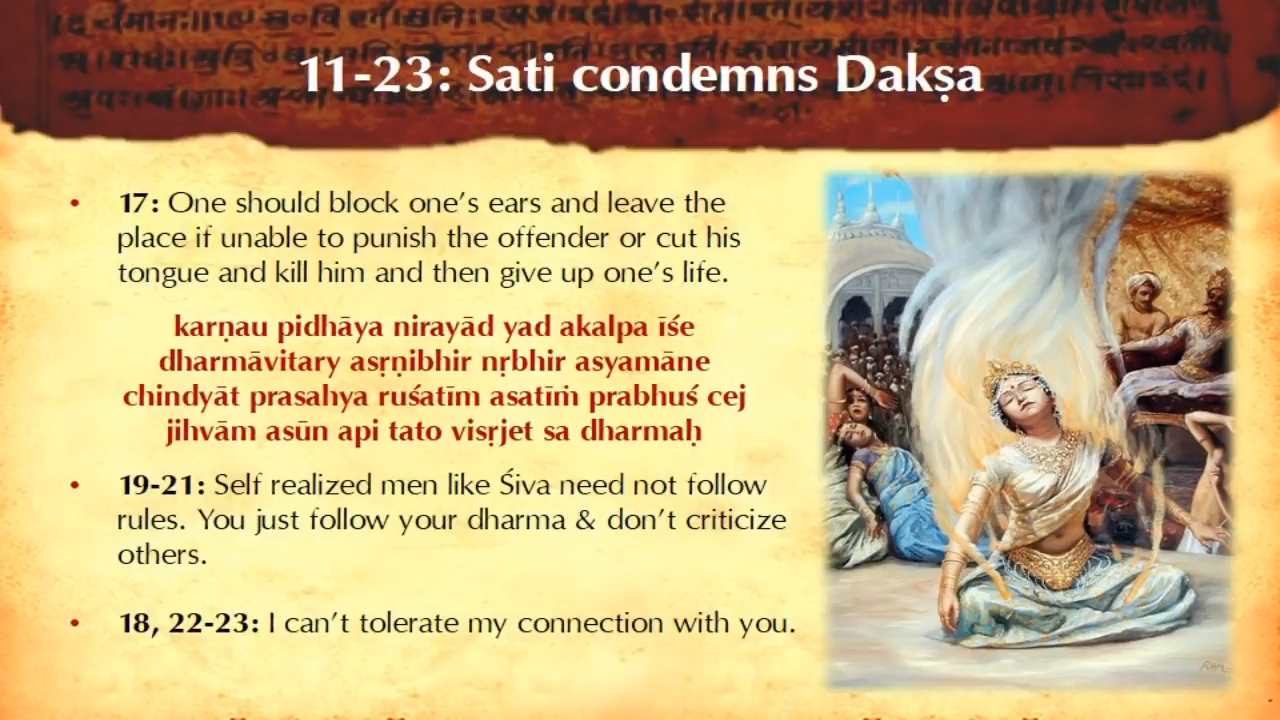 11-23: Sati condemns Dakṣa
• 17: One should block one’s ears and leave the
place if unable to punish the offender or cut his
tongue and kill him and then give up one’s life.
karṇau pidhāya nirayād yad akalpa īśe
dharmāvitary asṛṇibhir nṛbhir asyamāne
chindyāt prasahya ruśatīm asatīṁ prabhuś cej
jihvām asūn api tato visṛjet sa dharmaḥ
• 19-21: Self realized men like Śiva need not follow
rules. You just follow your dharma & don’t criticize
others.
• 18, 22-23: I can’t tolerate my connection with you.